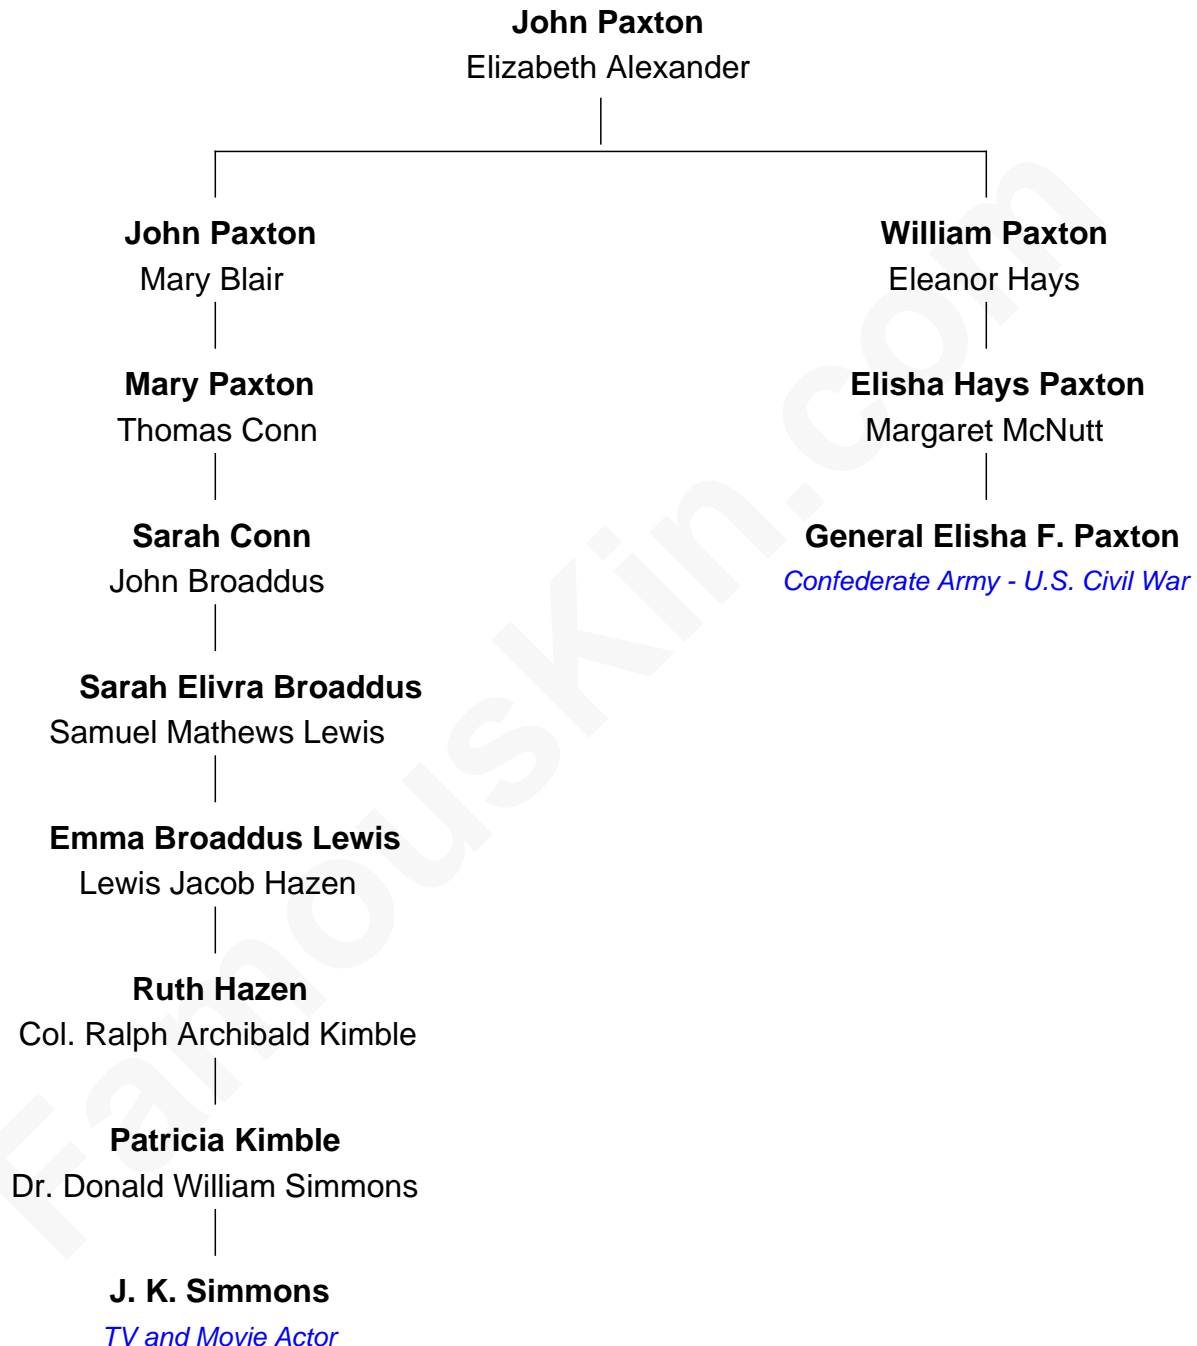 John Paxton
Elizabeth Alexander
John Paxton
Mary Blair
Mary Paxton
Thomas Conn
Sarah Conn
John Broaddus
Sarah Elivra Broaddus
Samuel Mathews Lewis
Emma Broaddus Lewis
Lewis Jacob Hazen
Ruth Hazen
Col. Ralph Archibald Kimble
Patricia Kimble
Dr. Donald William Simmons
J. K. Simmons
TV and Movie Actor
William Paxton
Eleanor Hays
Elisha Hays Paxton
Margaret McNutt
General Elisha F. Paxton
Confederate Army - U.S. Civil War
FamousKin.com